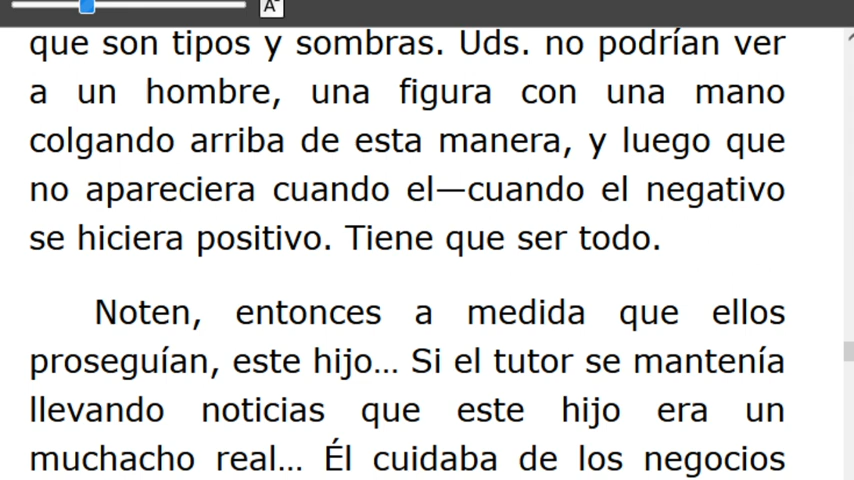 A
que son tipos y sombras. Uds. no podrían ver
a un hombre, una figura con una mano
colgando arriba de esta manera, y luego que
no apareciera cuando el—cuando el negativo
se hiciera positivo. Tiene que ser todo.
Noten, entonces a medida que ellos
proseguían, este hijo... Si el tutor se mantenía
llevando noticias que este hijo era un
muchacho real... Él cuidaba de los negocios